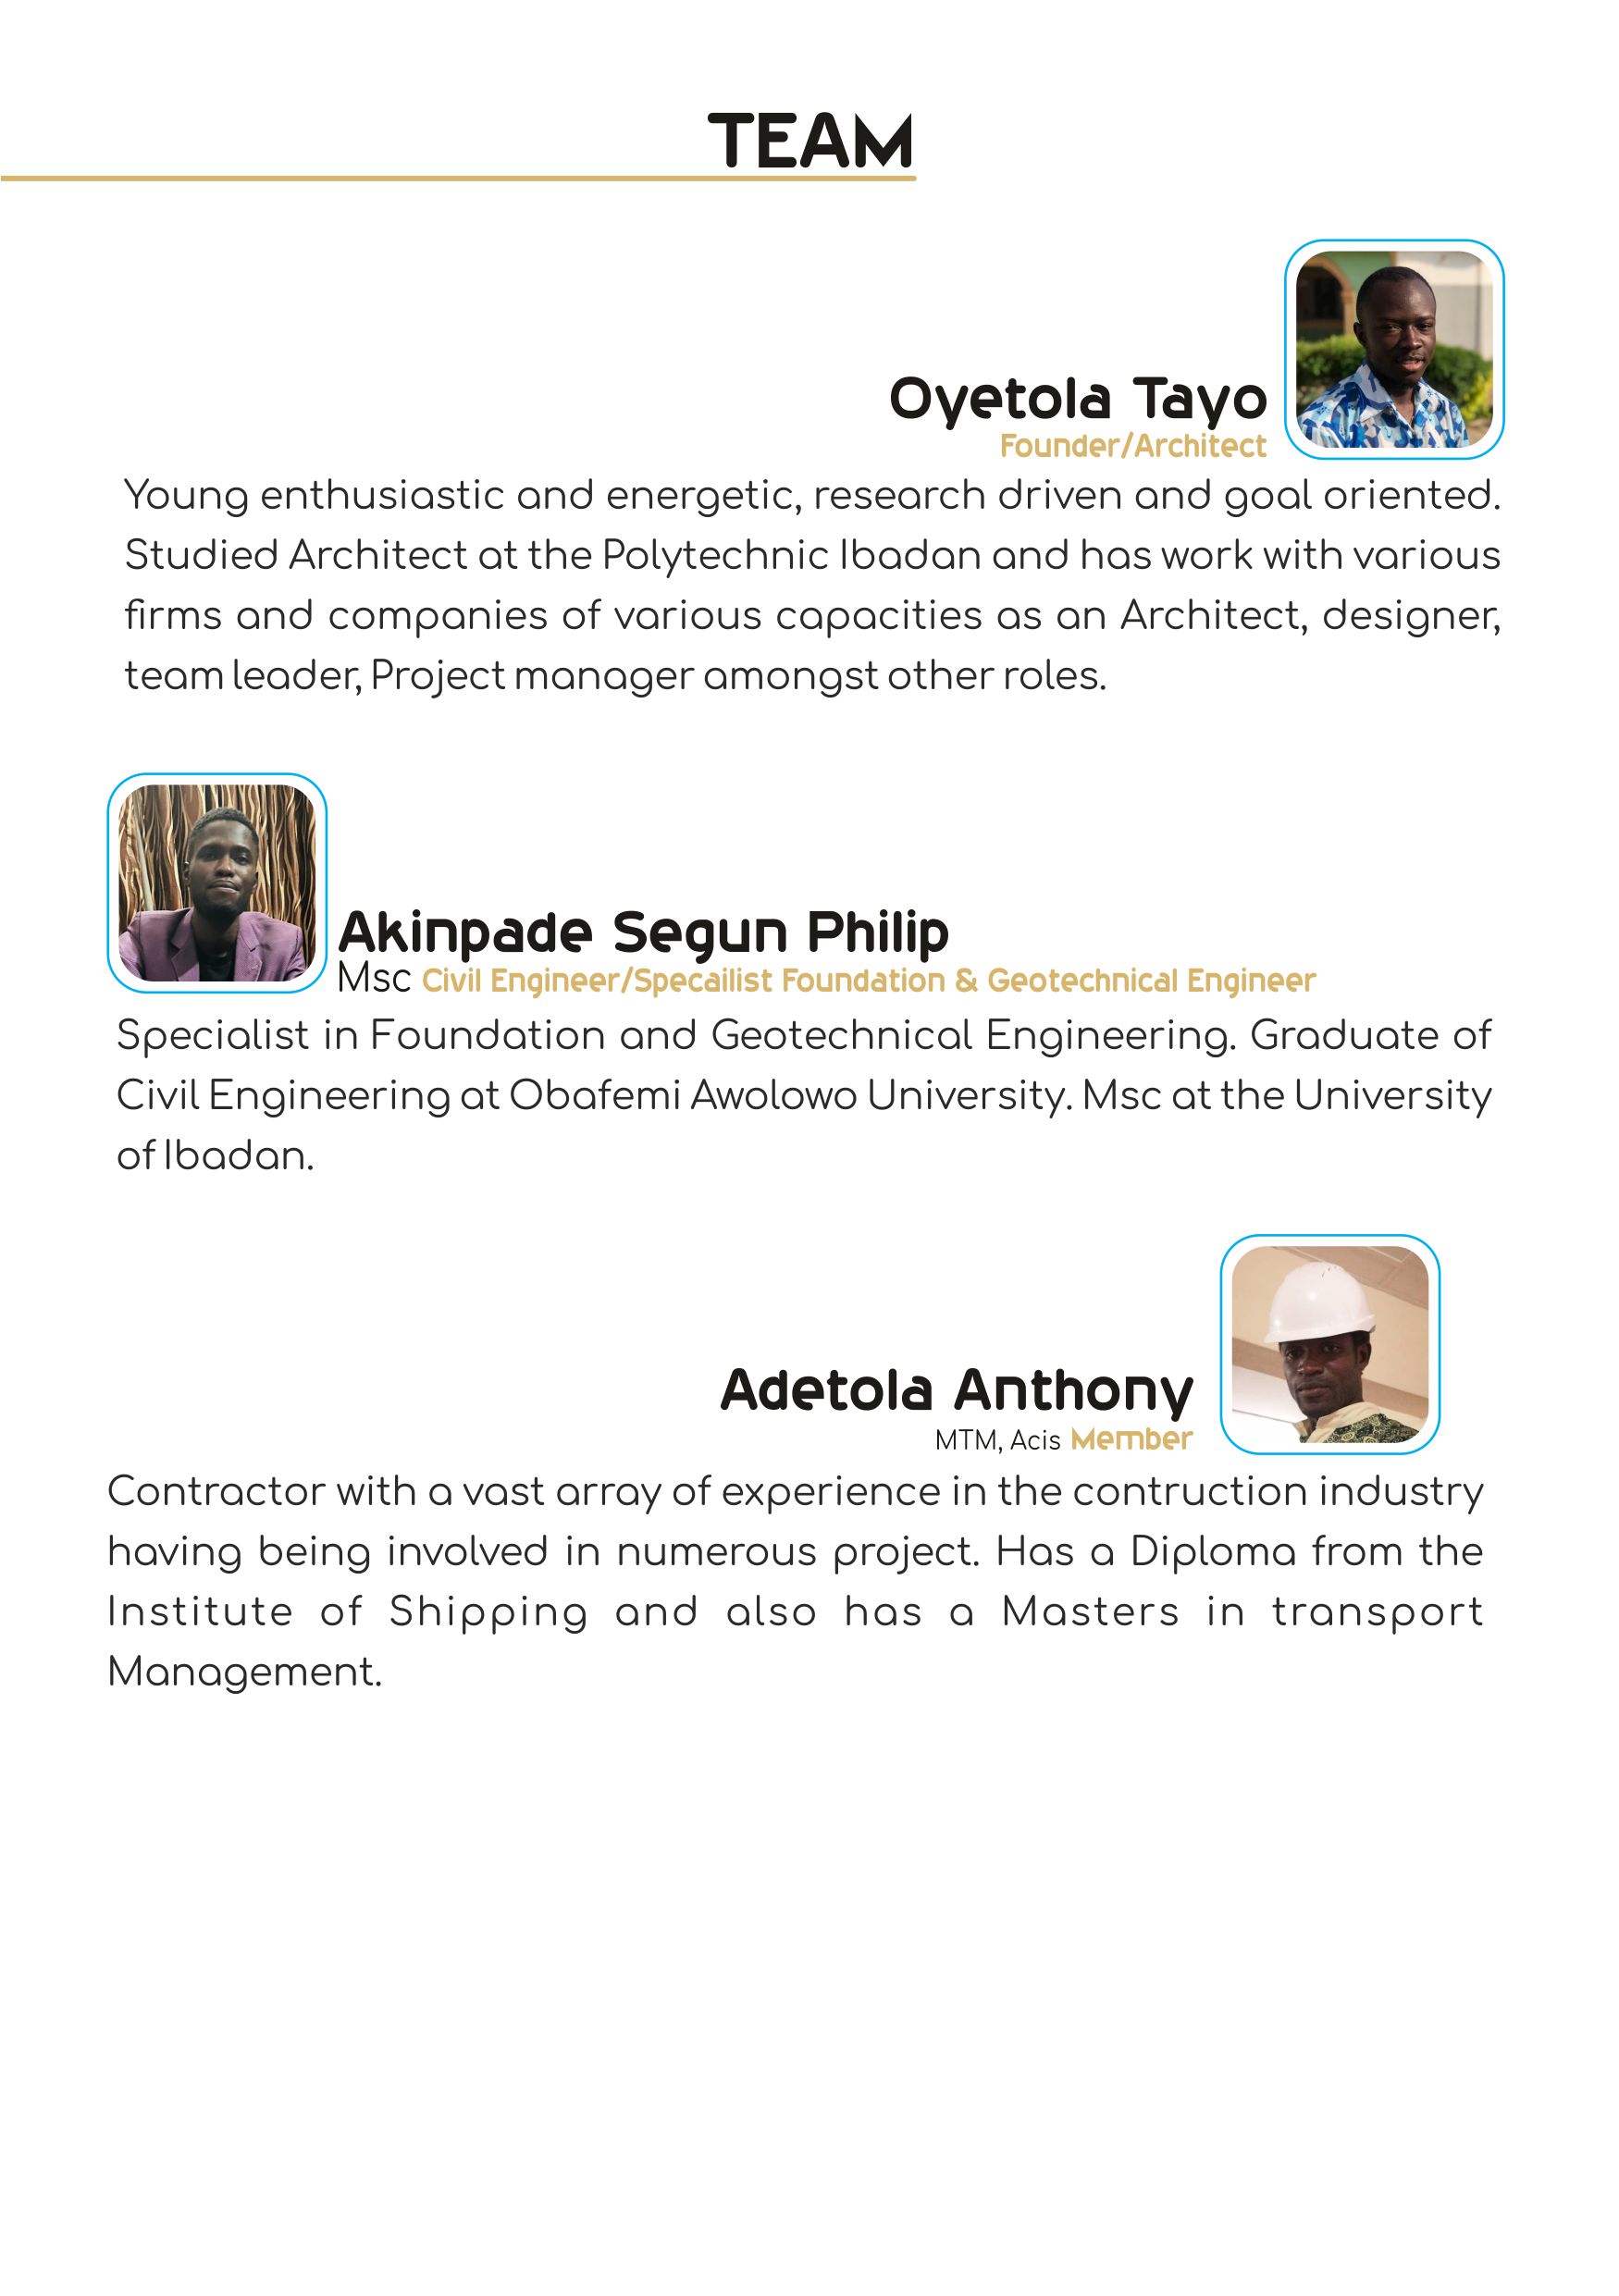 TEAM
Oyetola Tayo
Founder/Architect
Young enthusiastic and energetic, research driven and goal oriented.
Studied Architect at the Polytechnic Ibadan and has work with various
firms and companies of various capacities as an Architect, designer,
team leader, Project manager amongst other roles.
Akinpade Segun Philip
Msc Civil Engineer/Specailist Foundation & Geotechnical Engineer
Specialist in Foundation and Geotechnical Engineering. Graduate of
Civil Engineering at Obafemi Awolowo University. Msc at the University
of Ibadan.
Adetola Anthony
MTM, Acis Member
Contractor with a vast array of experience in the contruction industry
having being involved in numerous project. Has a Diploma from the
Institute of Shipping and also has a Masters in transport
Management.